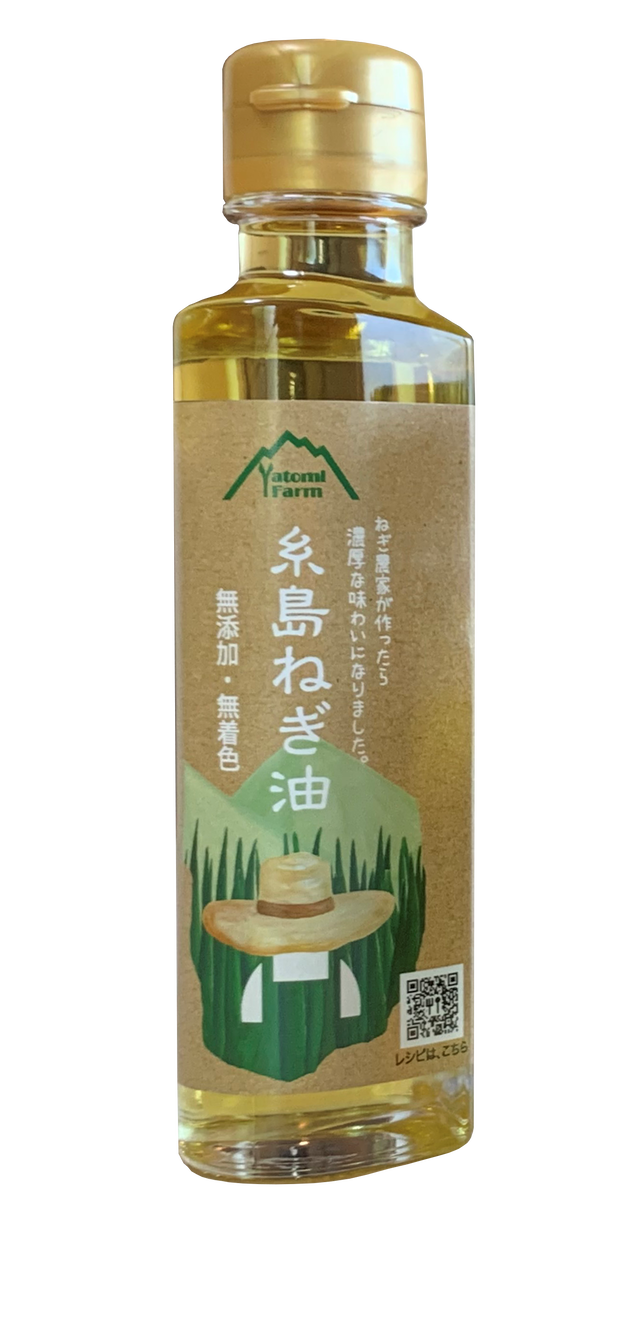 Yatomi
Farm
ねぎ農家が作ったら
濃厚な味わいになりました。
糸島ねぎ油
無添加・無着色
レシピは、こちら